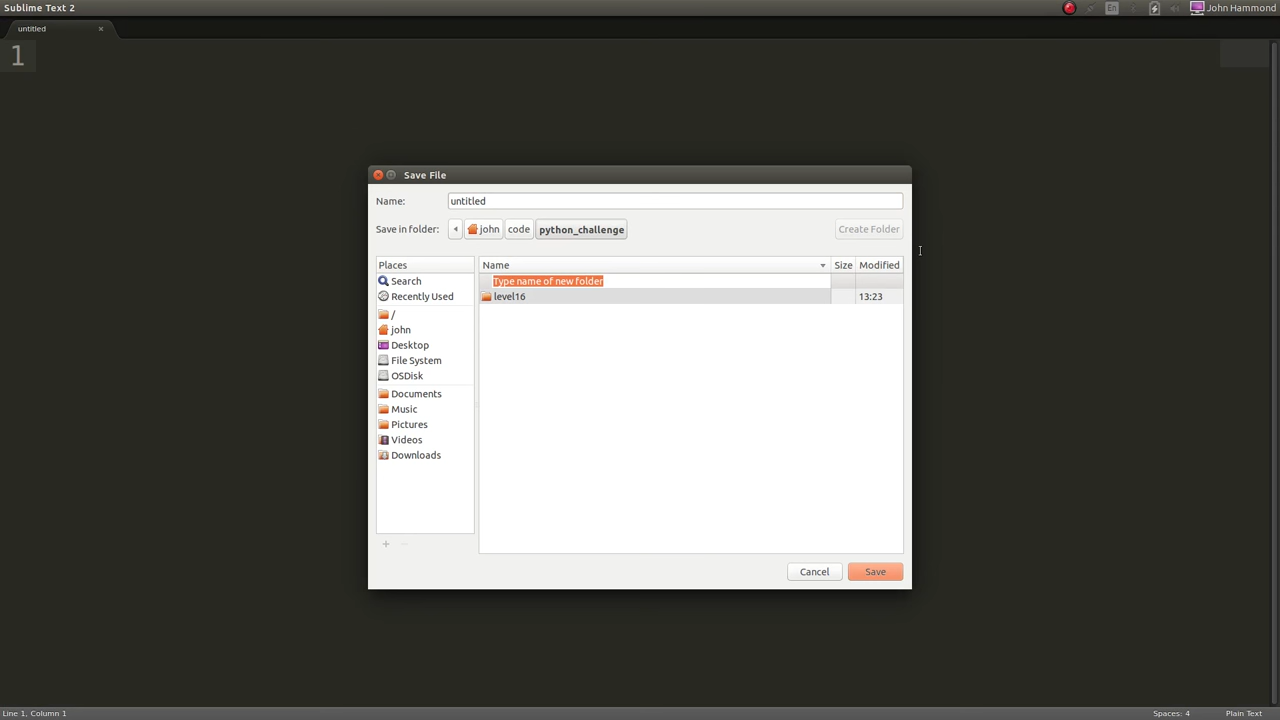 Sublime Text 2
En
John Hammond
untitled
1
Save File
Name:
untitled
Save in folder:
john
code
python_challenge
Create Folder
Places
Name
Size
Modified
Search
Type name of new folder
Recently Used
level16
13:23
/
john
Desktop
File System
OSDisk
Documents
Music
Pictures
Videos
Downloads
Cancel
Save
Line 1, Column 1
Spaces: 4
Plain Text